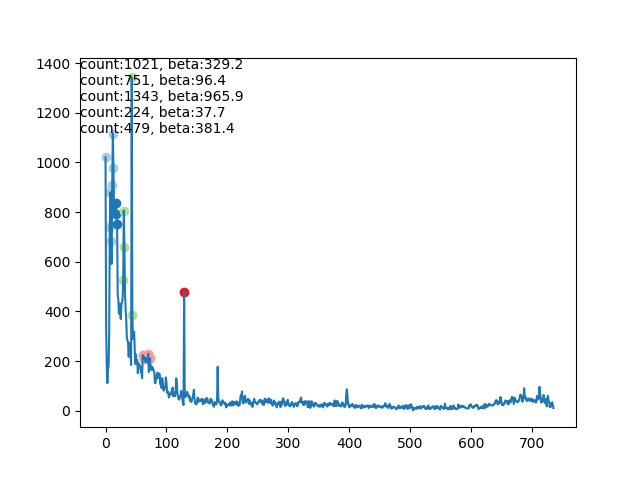 1400
count:1021, beta:329.2
count:751, beta:96.4
count:1343, beta:965.9
1200
count:224, beta:37.7
count:479, beta:381.4
1000
800
600
400
200
0
0 100 200 300 400 500 600 700